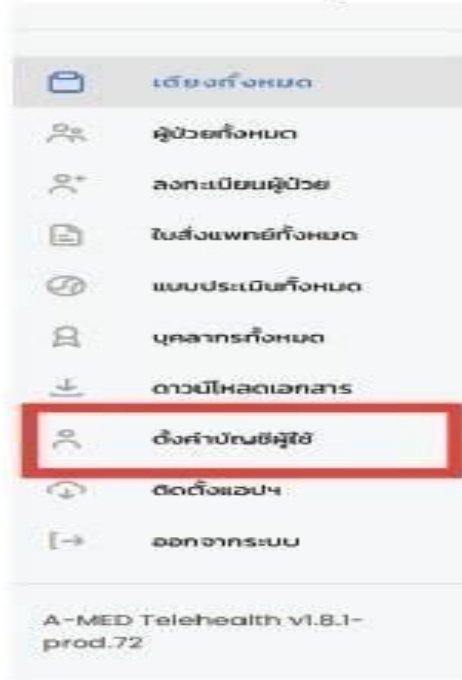 เตียงทั้งหมด
ผู้ป่วยทั้งหมด
ลงทะเบียนผู้ป่วย
ใบสั่งแพทย์ทั้งหมด
แบบประเมินทั้งหมด
บุคลากรทั้งหมด
ดาวน์โหลดเอกสาร
ตั้งค่าบัญชีผู้ใช้
ติดตั้งแอปฯ
ออกจากระบบ
A-MED Telehealth v1.8.1-
prod.72